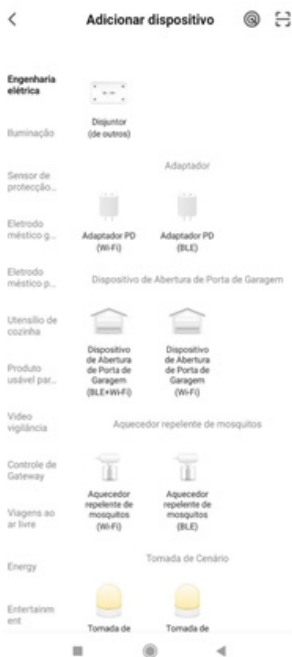 Adicionar dispositivo
Engenharia
elétrica
Iluminação
Sensor de
protecção...
Eletrodo
méstico g...
Eletrodo
méstico p...
Utensílio de
cozinha
Produto
usável par...
Video
vigilância
Controle de
Gateway
Viagens ao
ar livre
Energy
Entertainm
ent
Disjuntor
(de outros)
Adaptador
Adaptador PD
(Wi-Fi)
Adaptador PD
(BLE)
Dispositivo de Abertura de Porta de Garagem
Dispositivo
de Abertura
de Porta de
Garagem
(BLE+Wi-Fi)
Dispositivo
de Abertura
de Porta de
Garagem
(Wi-Fi)
Aquecedor repelente de mosquitos
Aquecedor
repelente de
mosquitos
(Wi-Fi)
Aquecedor
repelente de
mosquitos
(BLE)
Tomada de Cenário
Tomada de
Tomada de